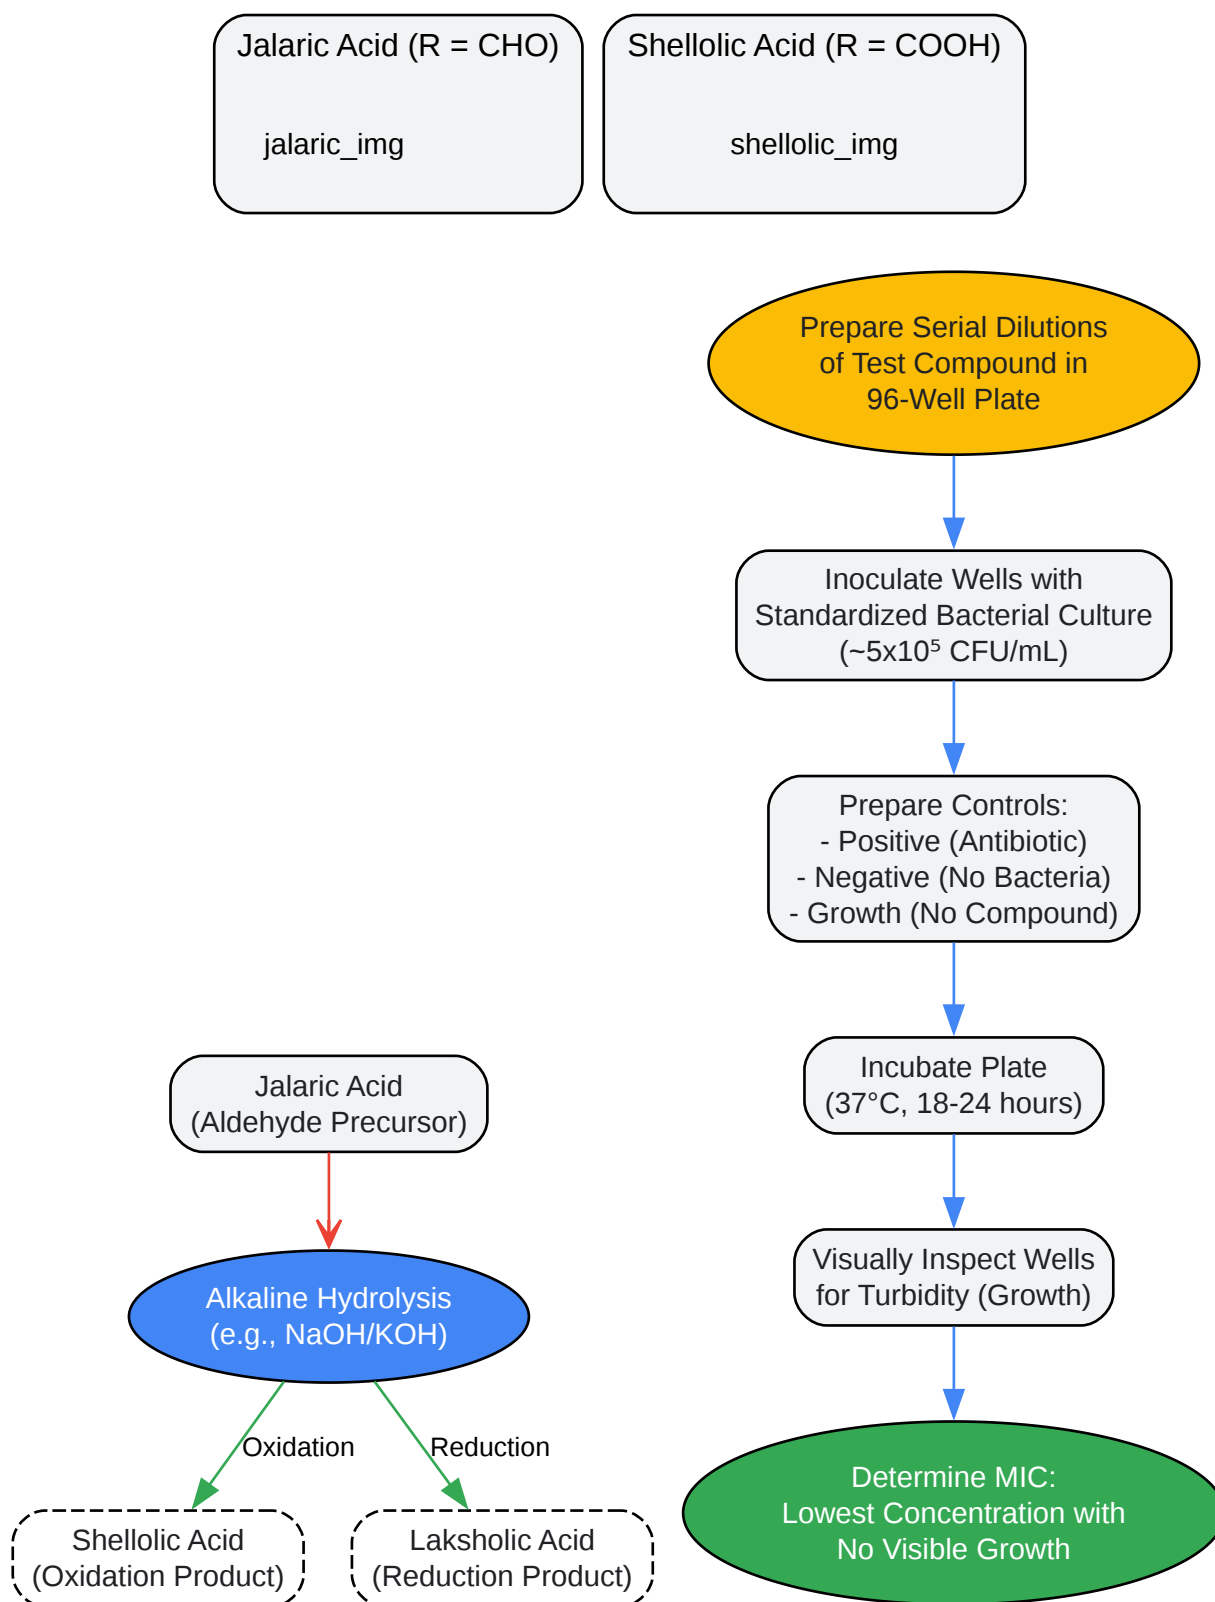 Jalaric Acid (R = CHO)
jalaric_img
Shellolic Acid (R = COOH)
shellolic_img
Prepare Serial Dilutions
of Test Compound in
96-Well Plate
Inoculate Wells with
Standardized Bacterial Culture
(~5x10⁵ CFU/mL)
Prepare Controls:
- Positive (Antibiotic)
- Negative (No Bacteria)
- Growth (No Compound)
Incubate Plate
(37°C, 18-24 hours)
Visually Inspect Wells
for Turbidity (Growth)
Determine MIC:
Lowest Concentration with
No Visible Growth
Jalaric Acid
(Aldehyde Precursor)
Alkaline Hydrolysis
(e.g., NaOH/KOH)
Oxidation
Reduction
Shellolic Acid
(Oxidation Product)
Laksholic Acid
(Reduction Product)